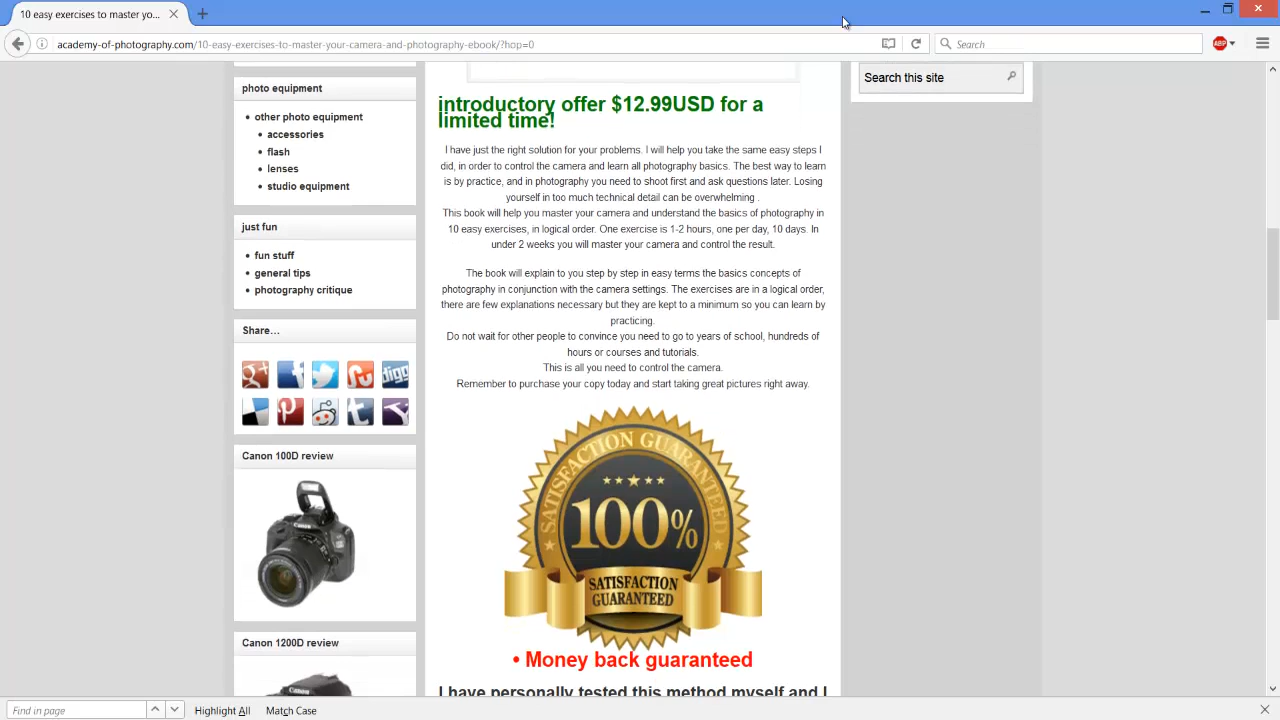 10 easy exercises to master yo...
academy-of-photography.com/10-easy-exercises-to-master-your-camera-and-photography-ebook/?hop=0
Search
ABP
photo equipment
other photo equipment
accessories
flash
lenses
studio equipment
just fun
fun stuff
general tips
photography critique
Share...
g+
f
digg
t
Y
Canon 100D review
Canon
Canon 1200D review
Canon
introductory offer $12.99USD for a
limited time!
I have just the right solution for your problems. I will help you take the same easy steps I
did, in order to control the camera and learn all photography basics. The best way to learn
is by practice, and in photography you need to shoot first and ask questions later. Losing
yourself in too much technical detail can be overwhelming .
This book will help you master your camera and understand the basics of photography in
10 easy exercises, in logical order. One exercise is 1-2 hours, one per day, 10 days. In
under 2 weeks you will master your camera and control the result.
The book will explain to you step by step in easy terms the basics concepts of
photography in conjunction with the camera settings. The exercises are in a logical order,
there are few explanations necessary but they are kept to a minimum so you can learn by
practicing.
Do not wait for other people to convince you need to go to years of school, hundreds of
hours or courses and tutorials.
This is all you need to control the camera.
Remember to purchase your copy today and start taking great pictures right away.
SATISFACTION GUARANTEED
100%
SATISFACTION
GUARANTEED
• Money back guaranteed
I have personally tested this method myself and I
Search this site
Find in page
Highlight All
Match Case